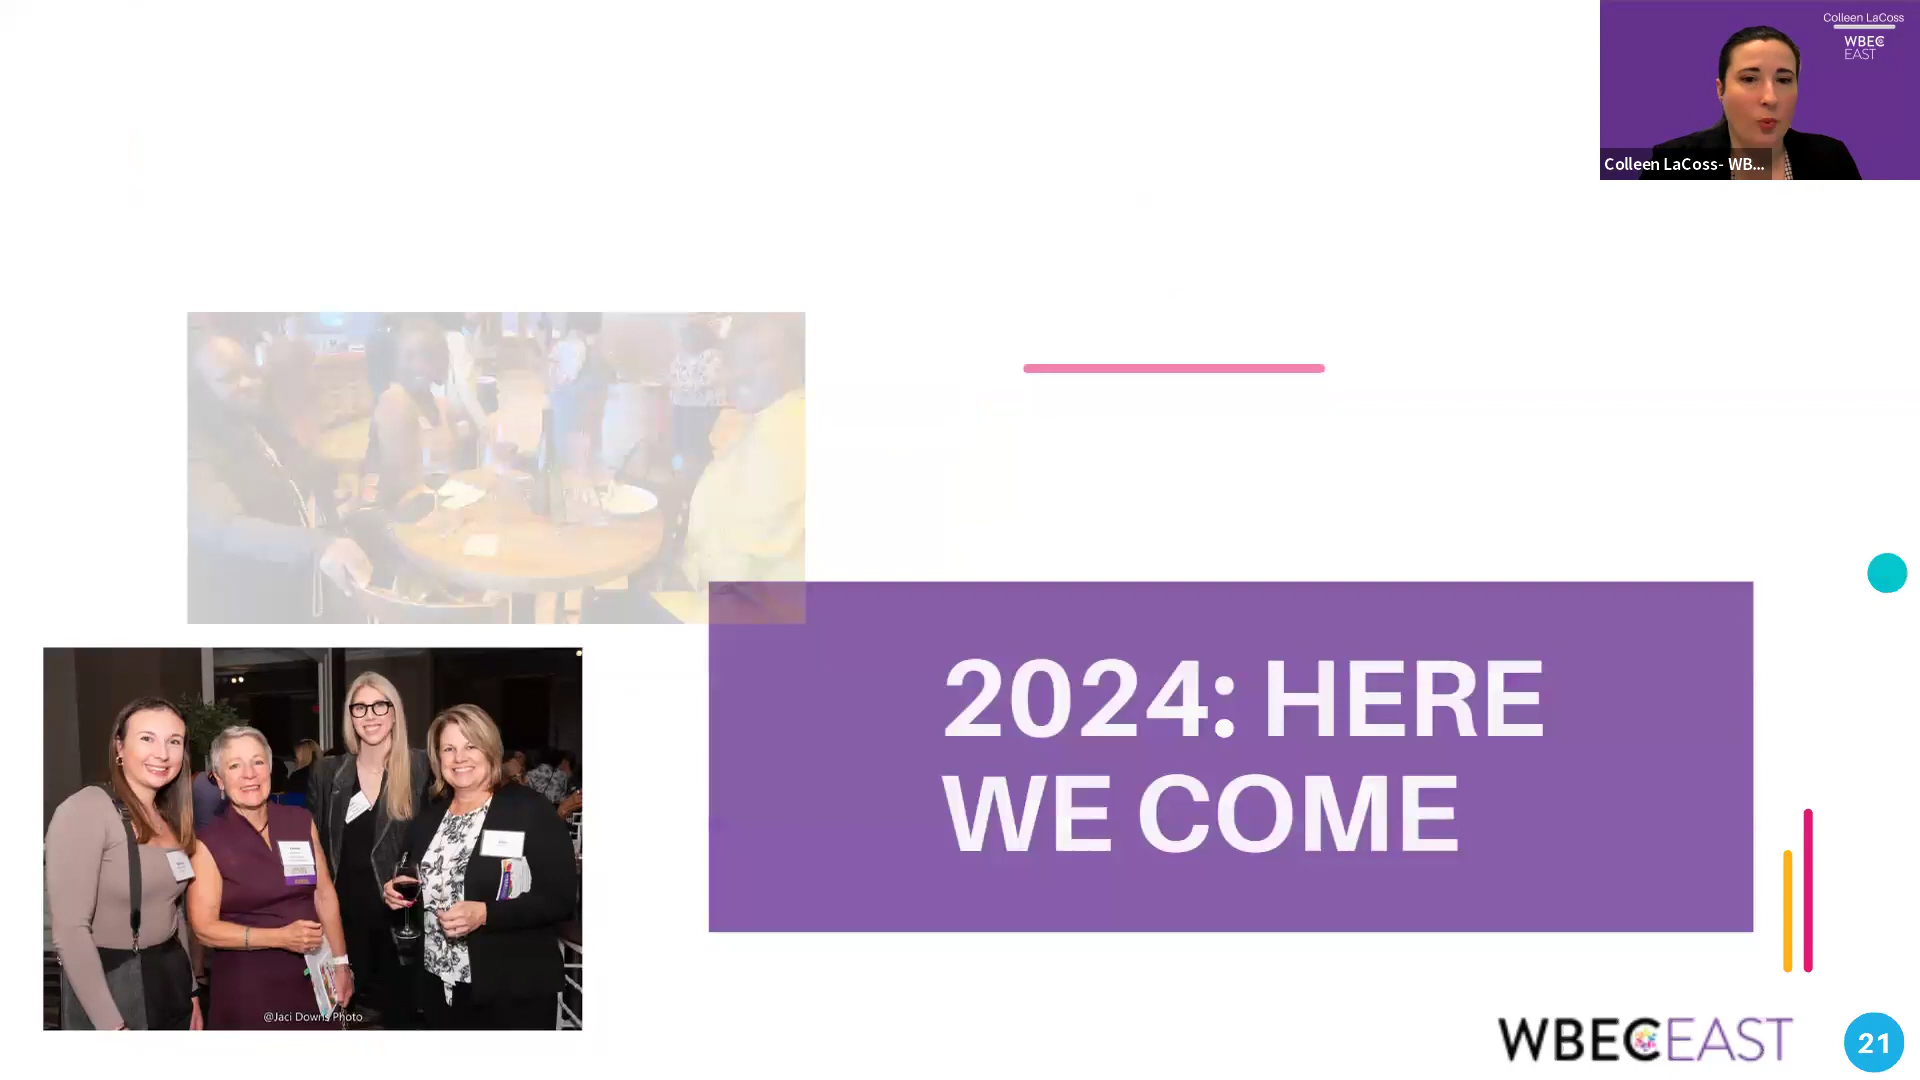 Colleen LaCoss
WBEC
EAST
Colleen LaCoss- WB...
2024: HERE
WE COME
@Jaci Downs Photo
WBECEAST
21